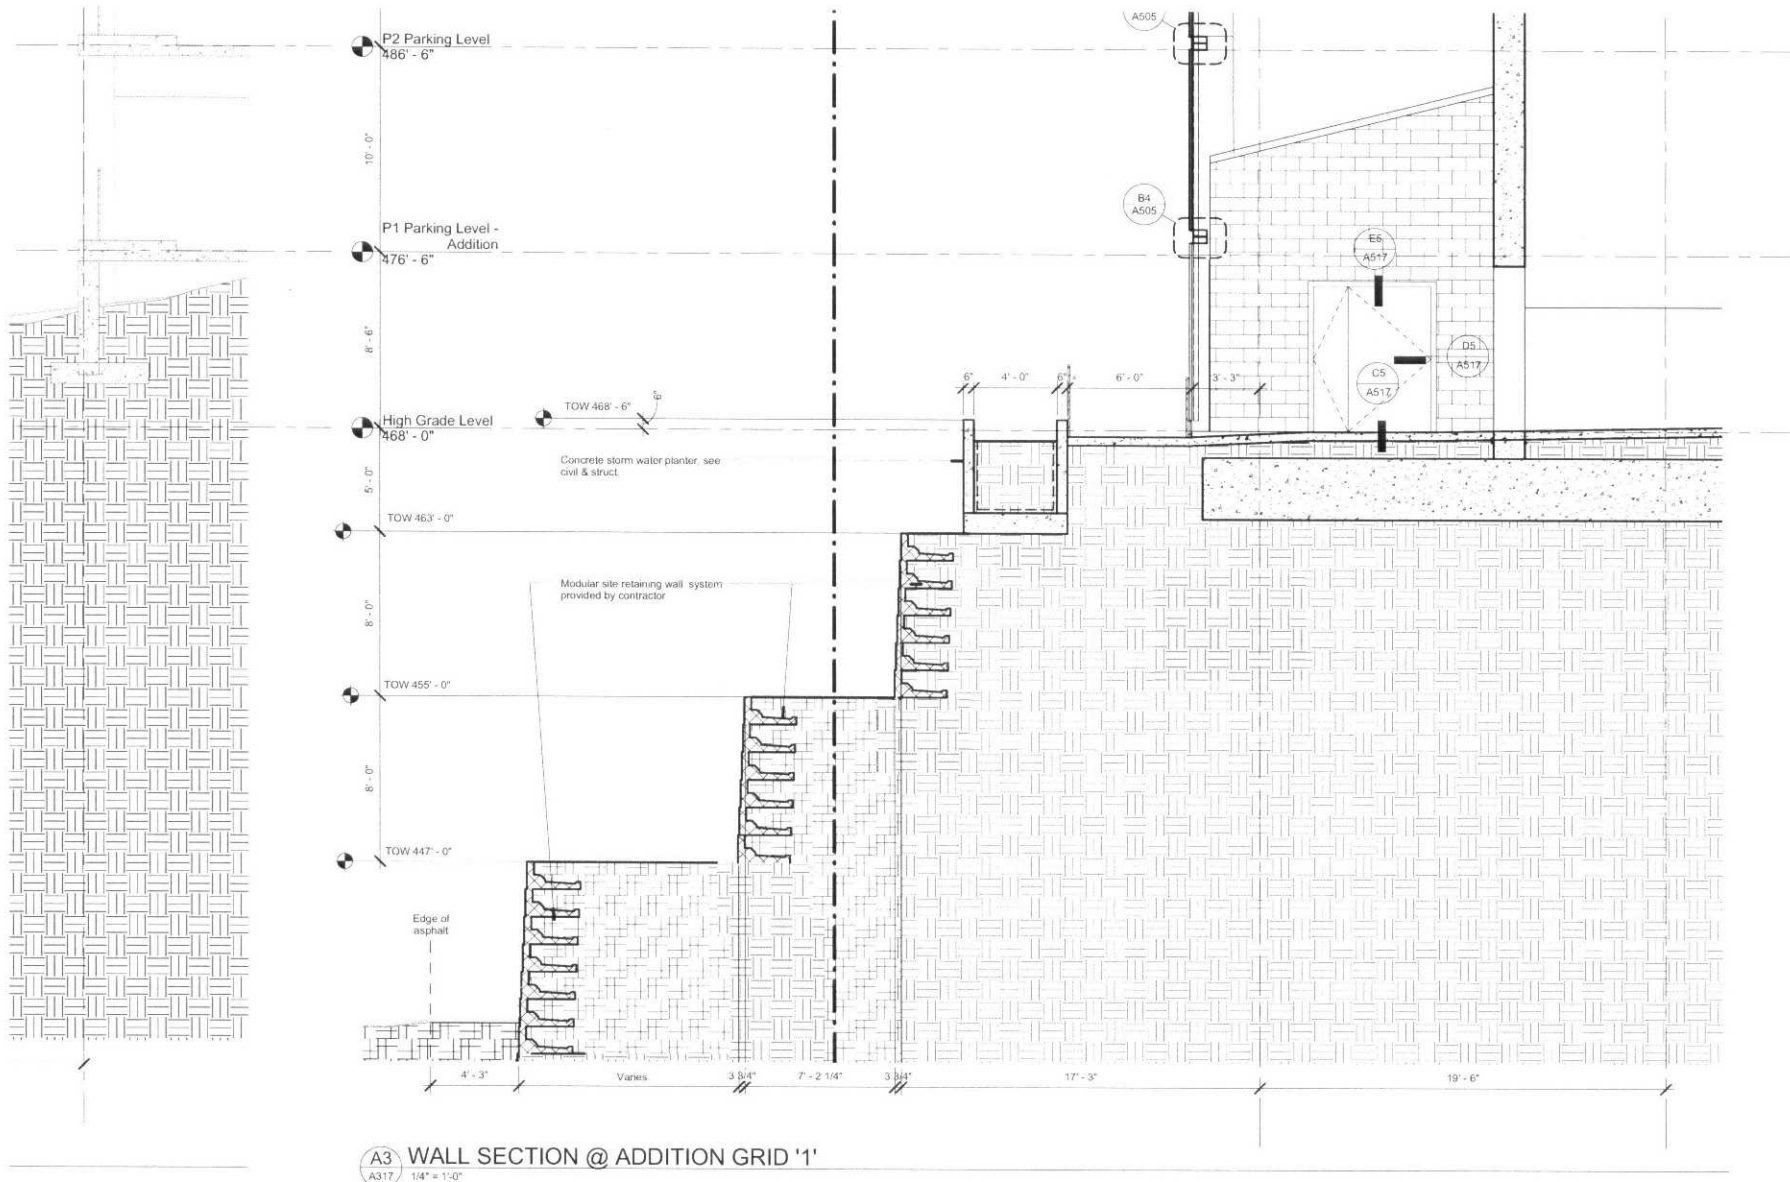 A505
P2 Parking Level
486' - 6"
10' - 0"
B4
A505
P1 Parking Level -
Addition
476' - 6"
E6
A517
8' - 6"
D5
A517
C5
A517
6"
4' - 0"
6"
6' - 0"
3' - 3"
TOW 468' - 6"
6"
High Grade Level
468' - 0"
Concrete storm water planter, see
civil & struct.
5' - 0"
TOW 463' - 0"
Modular site retaining wall system
provided by contractor
8' - 0"
TOW 455' - 0"
8' - 0"
TOW 447' - 0"
Edge of
asphalt
4' - 3"
Varies
3 3/4"
7' - 2 1/4"
3 3/4"
17' - 3"
19' - 6"
A3
A317
WALL SECTION @ ADDITION GRID '1'
1/4" = 1'-0"